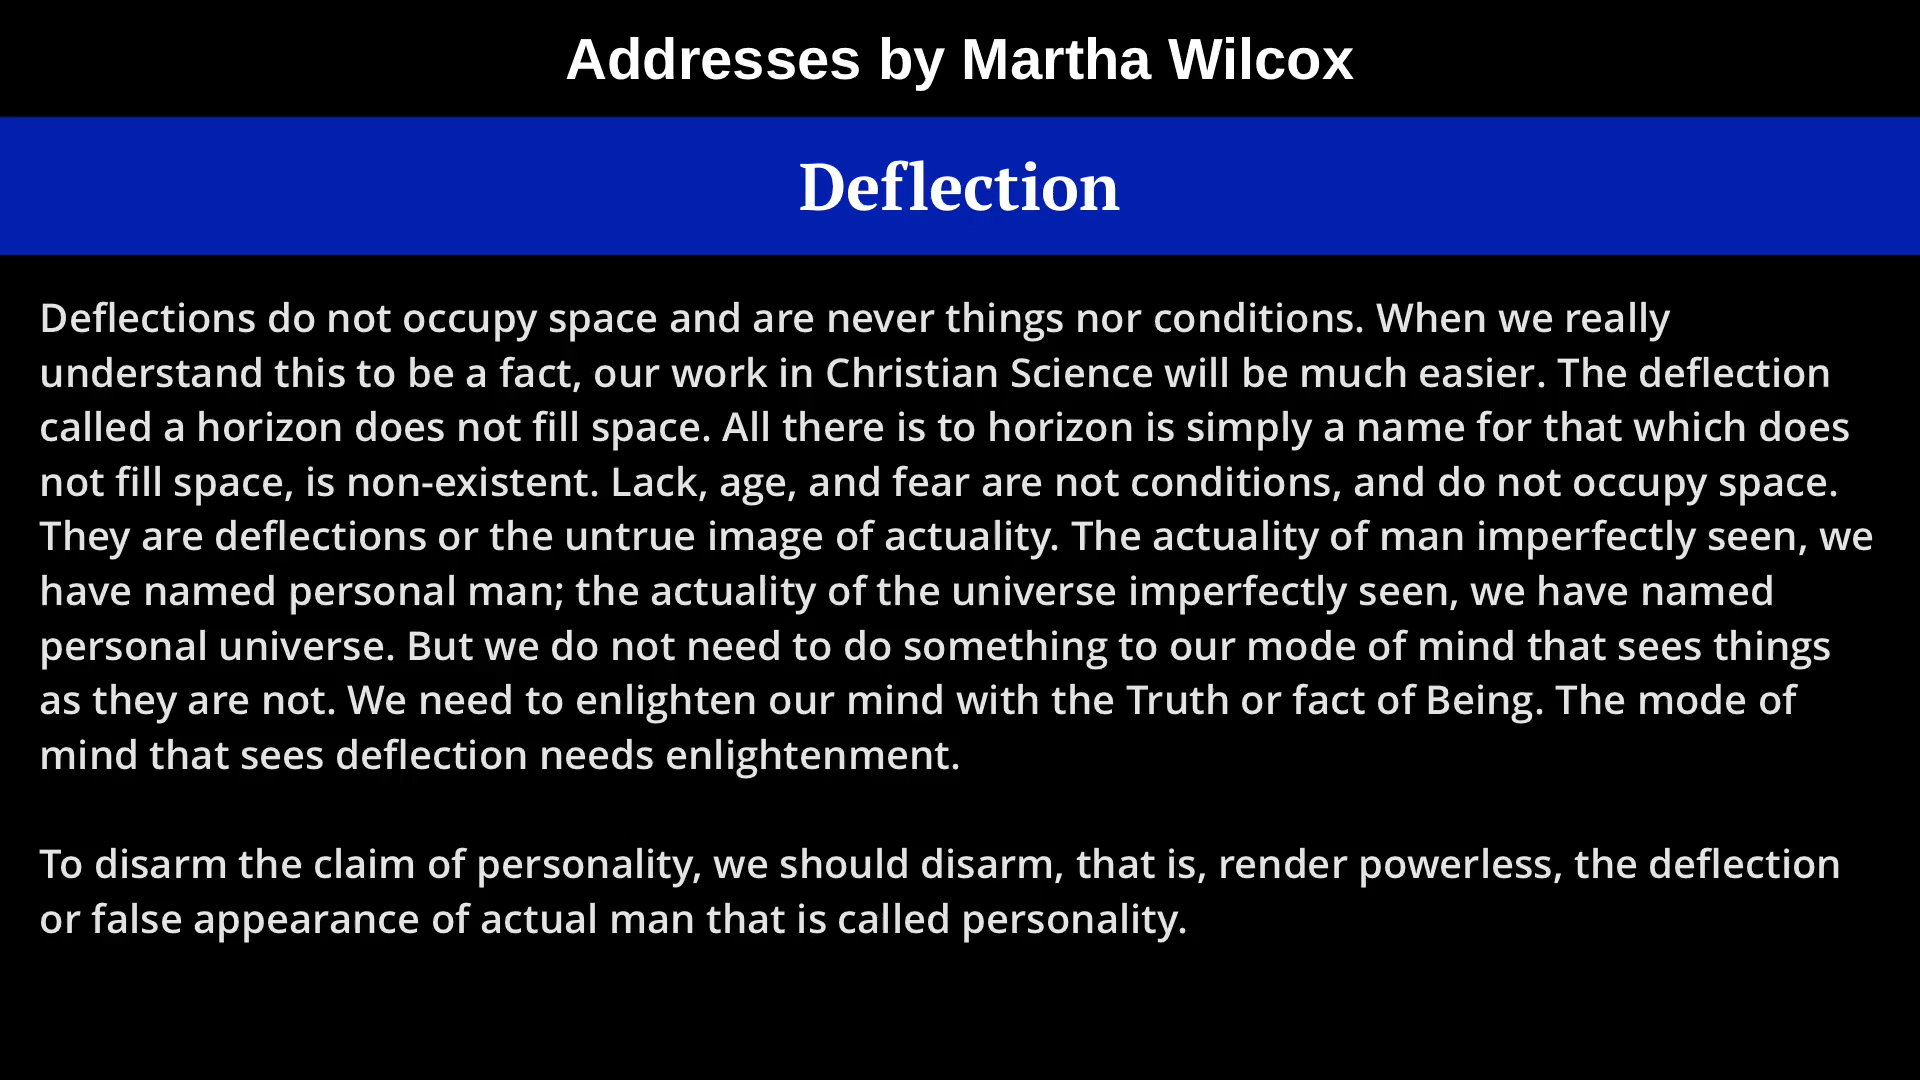 Addresses by Martha Wilcox
Deflection
Deflections do not occupy space and are never things nor conditions. When we really
understand this to be a fact, our work in Christian Science will be much easier. The deflection
called a horizon does not fill space. All there is to horizon is simply a name for that which does
not fill space, is non-existent. Lack, age, and fear are not conditions, and do not occupy space.
They are deflections or the untrue image of actuality. The actuality of man imperfectly seen, we
have named personal man; the actuality of the universe imperfectly seen, we have named
personal universe. But we do not need to do something to our mode of mind that sees things
as they are not. We need to enlighten our mind with the Truth or fact of Being. The mode of
mind that sees deflection needs enlightenment.
To disarm the claim of personality, we should disarm, that is, render powerless, the deflection
or false appearance of actual man that is called personality.